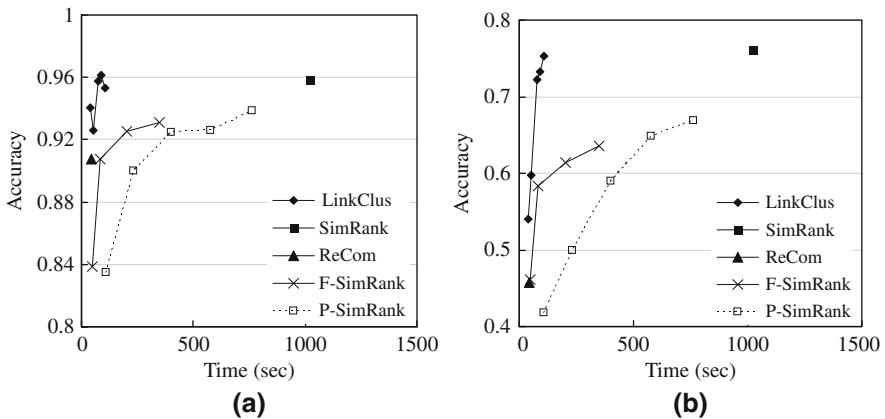 1
0.96
0.92
0.88
0.84
0.8
Accuracy
0
500
1000
1500
Time (sec)
LinkClus
SimRank
ReCom
F-SimRank
P-SimRank
(a)
0.8
0.7
0.6
0.5
0.4
Accuracy
0
500
1000
1500
Time (sec)
LinkClus
SimRank
ReCom
F-SimRank
P-SimRank
(b)